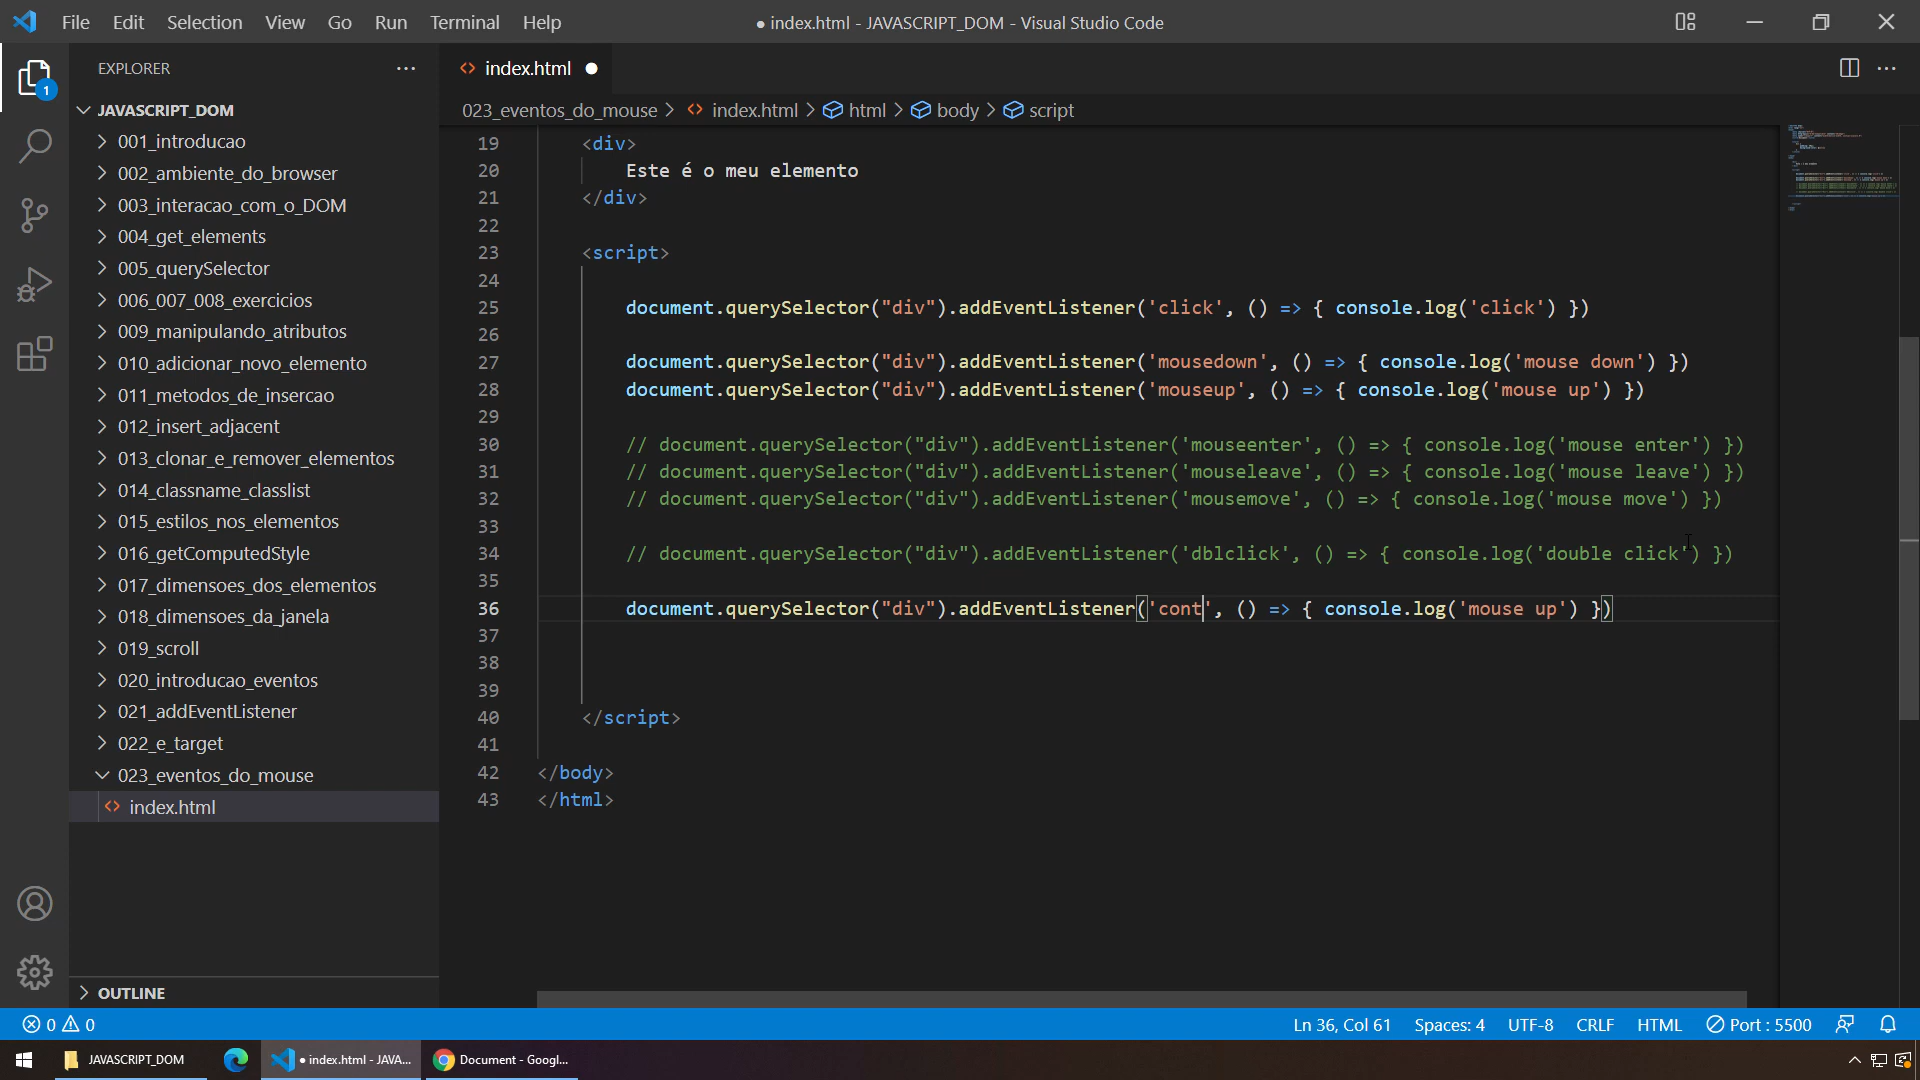 File Edit Selection View Go Run Terminal Help
● index.html - JAVASCRIPT_DOM - Visual Studio Code
EXPLORER
JAVASCRIPT_DOM
001_introducao
002_ambiente_do_browser
003_interacao_com_o_DOM
004_get_elements
005_querySelector
006_007_008_exercicios
009_manipulando_atributos
010_adicionar_novo_elemento
011_metodos_de_insercao
012_insert_adjacent
013_clonar_e_remover_elementos
014_classname_classlist
015_estilos_nos_elementos
016_getComputedStyle
017_dimensoes_dos_elementos
018_dimensoes_da_janela
019_scroll
020_introducao_eventos
021_addEventListener
022_e_target
023_eventos_do_mouse
index.html
OUTLINE
1
index.html
023_eventos_do_mouse > index.html > html > body > script
19 <div>
20 Este é o meu elemento
21 </div>
22
23 <script>
24
25 document.querySelector("div").addEventListener('click', () => { console.log('click') })
26
27 document.querySelector("div").addEventListener('mousedown', () => { console.log('mouse down') })
28 document.querySelector("div").addEventListener('mouseup', () => { console.log('mouse up') })
29
30 // document.querySelector("div").addEventListener('mouseenter', () => { console.log('mouse enter') })
31 // document.querySelector("div").addEventListener('mouseleave', () => { console.log('mouse leave') })
32 // document.querySelector("div").addEventListener('mousemove', () => { console.log('mouse move') })
33
34 // document.querySelector("div").addEventListener('dblclick', () => { console.log('double click') })
35
36 document.querySelector("div").addEventListener('cont', () => { console.log('mouse up') })
37
38
39
40 </script>
41
42 </body>
43 </html>
0 0
Ln 36, Col 61 Spaces: 4 UTF-8 CRLF HTML Port : 5500
JAVASCRIPT_DOM
● index.html - JAVA...
Document - Googl...